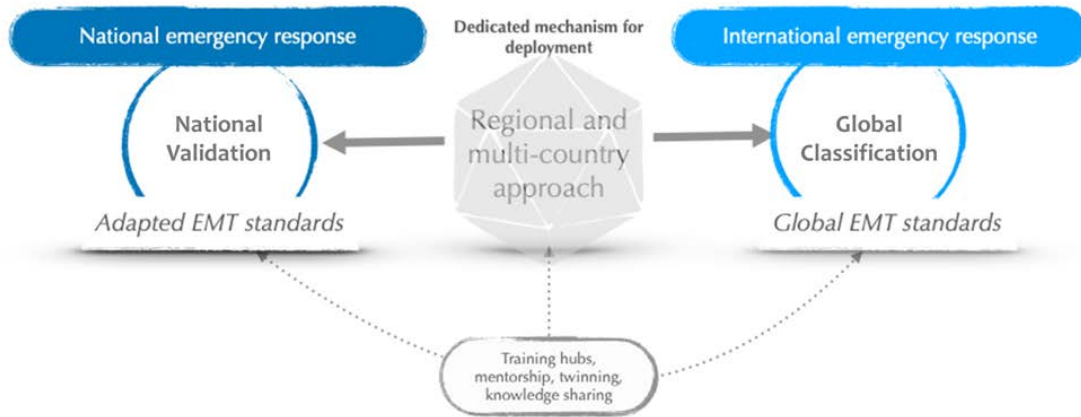 National emergency response
Dedicated mechanism for
deployment
International emergency response
National
Validation
Regional and
multi-country
approach
Global
Classification
Adapted EMT standards
Global EMT standards
Training hubs,
mentorship, twinning,
knowledge sharing